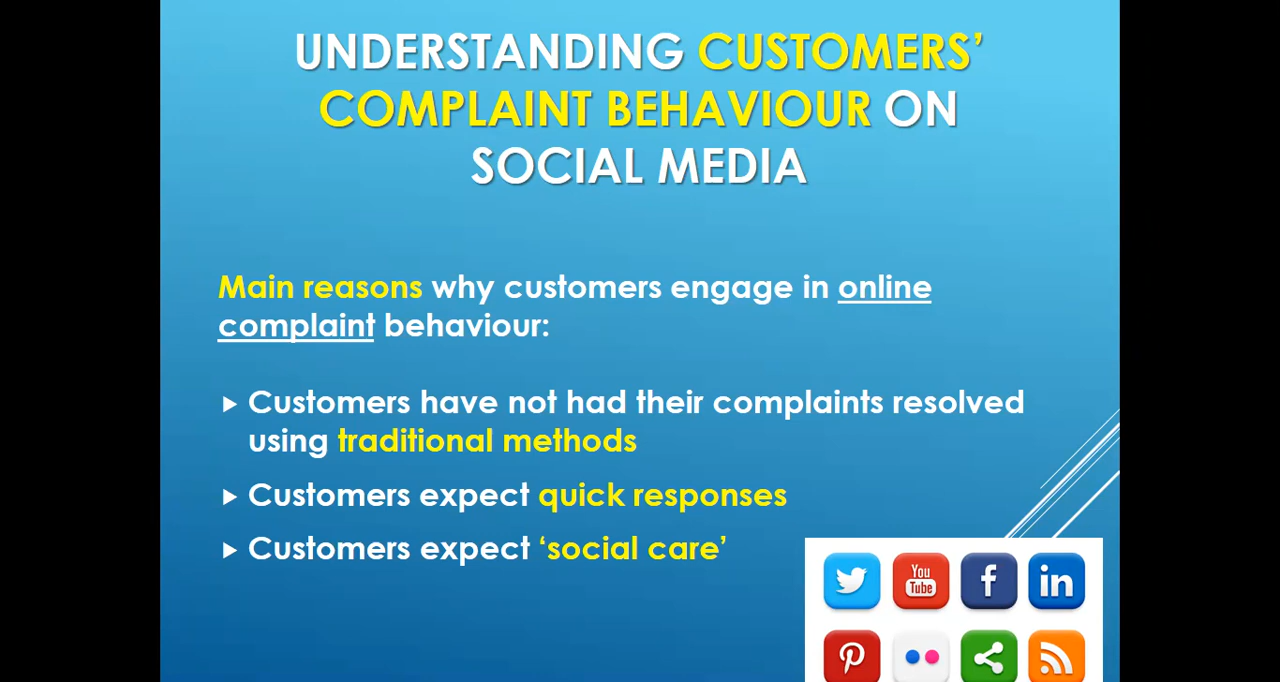 UNDERSTANDING CUSTOMERS’
COMPLAINT BEHAVIOUR ON
SOCIAL MEDIA
Main reasons why customers engage in online
complaint behaviour:
Customers have not had their complaints resolved
using traditional methods
Customers expect quick responses
Customers expect ‘social care’
You
Tube
f
in